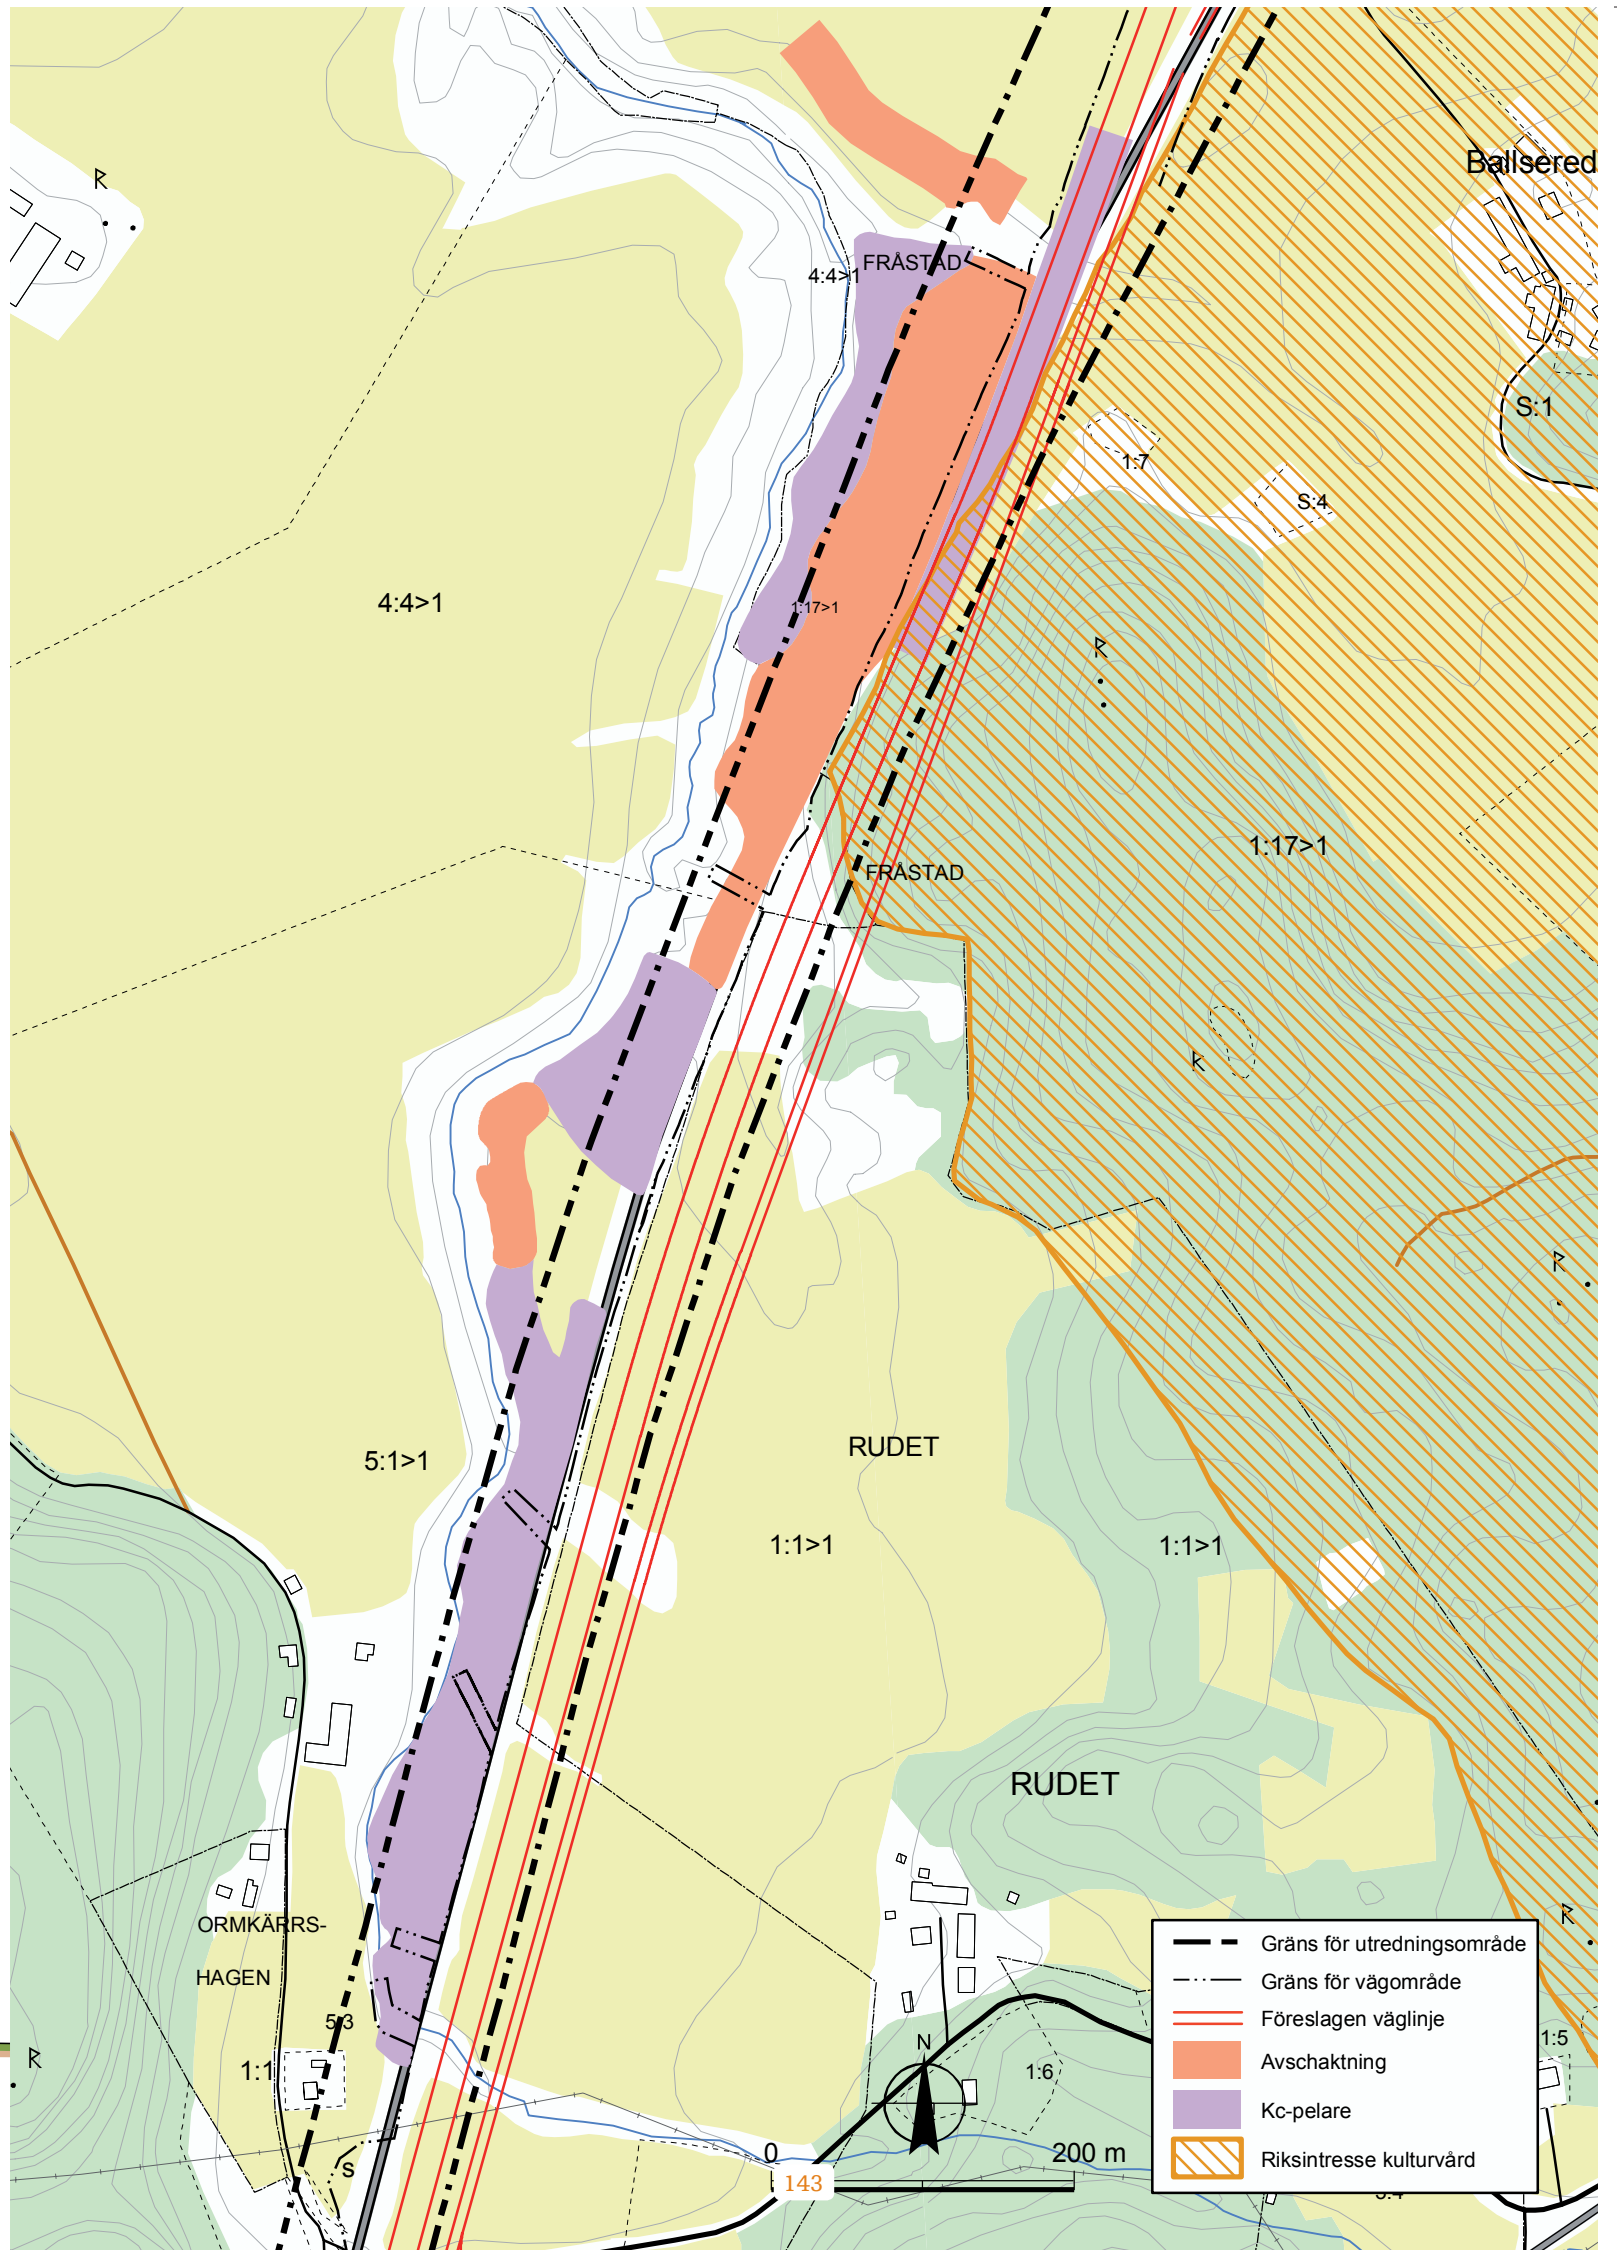 Ballsered
FRÅSTAD
4:4>1
S:1
1:7
S:4
4:4>1
1:17>1
1:17>1
FRÅSTAD
RUDET
5:1>1
1:1>1
1:1>1
RUDET
ORMKÄRRS-
HAGEN
5:3
1:1
1:6
1:5
S
N
0
200 m
143
Gräns för utredningsområde
Gräns för vägområde
Föreslagen väglinje
Avschaktning
Kc-pelare
Riksintresse kulturvård